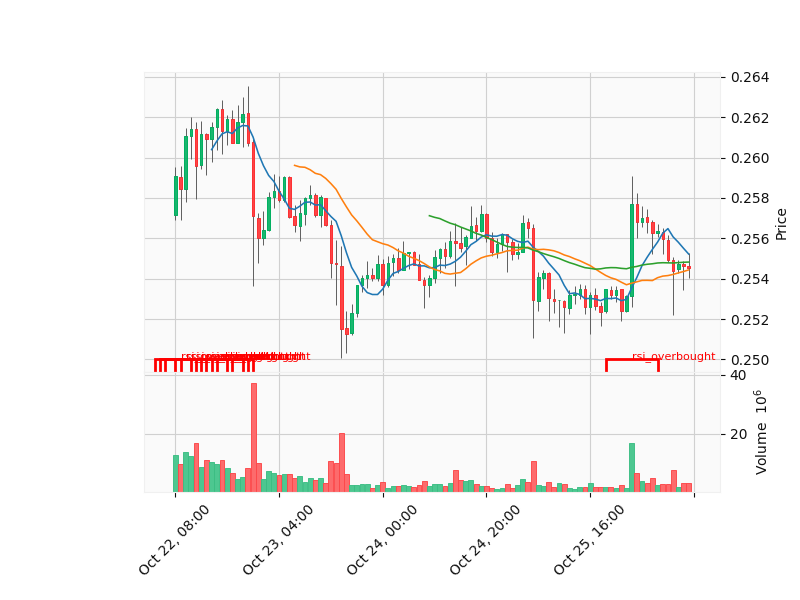 0.264
0.262
0.260
0.258
0.256
0.254
0.252
0.250
Price
rsi_overbought
40
20
Volume 10^6
Oct 22, 08:00
Oct 23, 04:00
Oct 24, 00:00
Oct 24, 20:00
Oct 25, 16:00